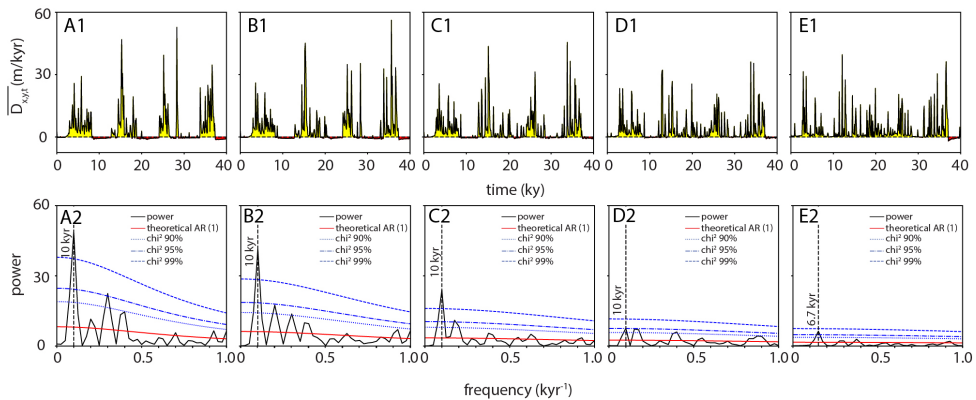 A1 B1 C1 D1 E1
60
30
0
D x,y,t (m/kyr)
0 10 20 30 40
0 10 20 30 40
0 10 20 30 40
0 10 20 30 40
0 10 20 30 40
time (ky)
A2
power
theoretical AR (1)
chi² 90%
chi² 95%
chi² 99%
10 kyr
B2
power
theoretical AR (1)
chi² 90%
chi² 95%
chi² 99%
10 kyr
C2
power
theoretical AR (1)
chi² 90%
chi² 95%
chi² 99%
10 kyr
D2
power
theoretical AR (1)
chi² 90%
chi² 95%
chi² 99%
10 kyr
E2
power
theoretical AR (1)
chi² 90%
chi² 95%
chi² 99%
6.7 kyr
60
30
0
power
0.5 1.0
0.5 1.0
0.5 1.0
0.5 1.0
0.5 1.0
frequency (kyr⁻¹)